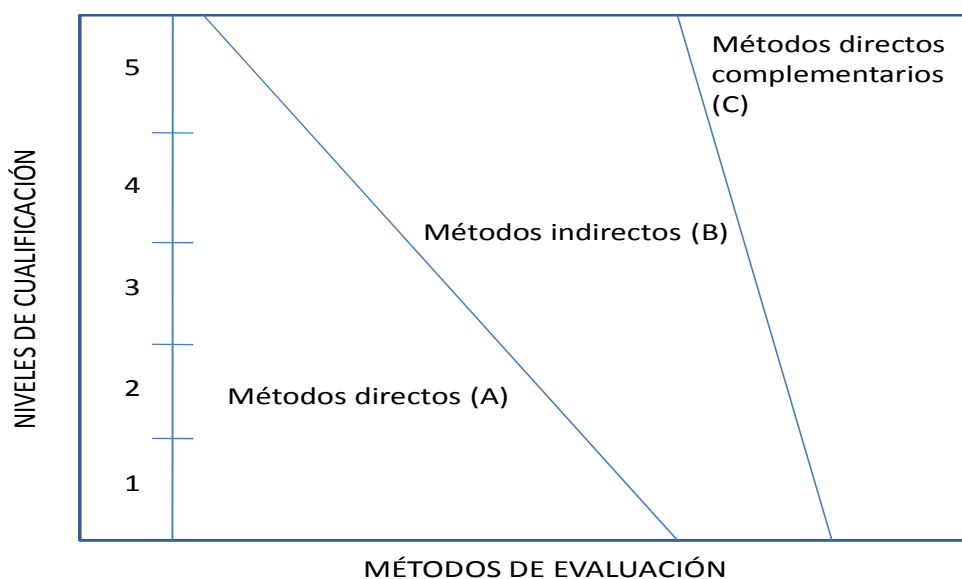 NIVELES DE CUALIFICACIÓN
5
4
3
2
1
Métodos directos
complementarios
(C)
Métodos indirectos (B)
Métodos directos (A)
MÉTODOS DE EVALUACIÓN